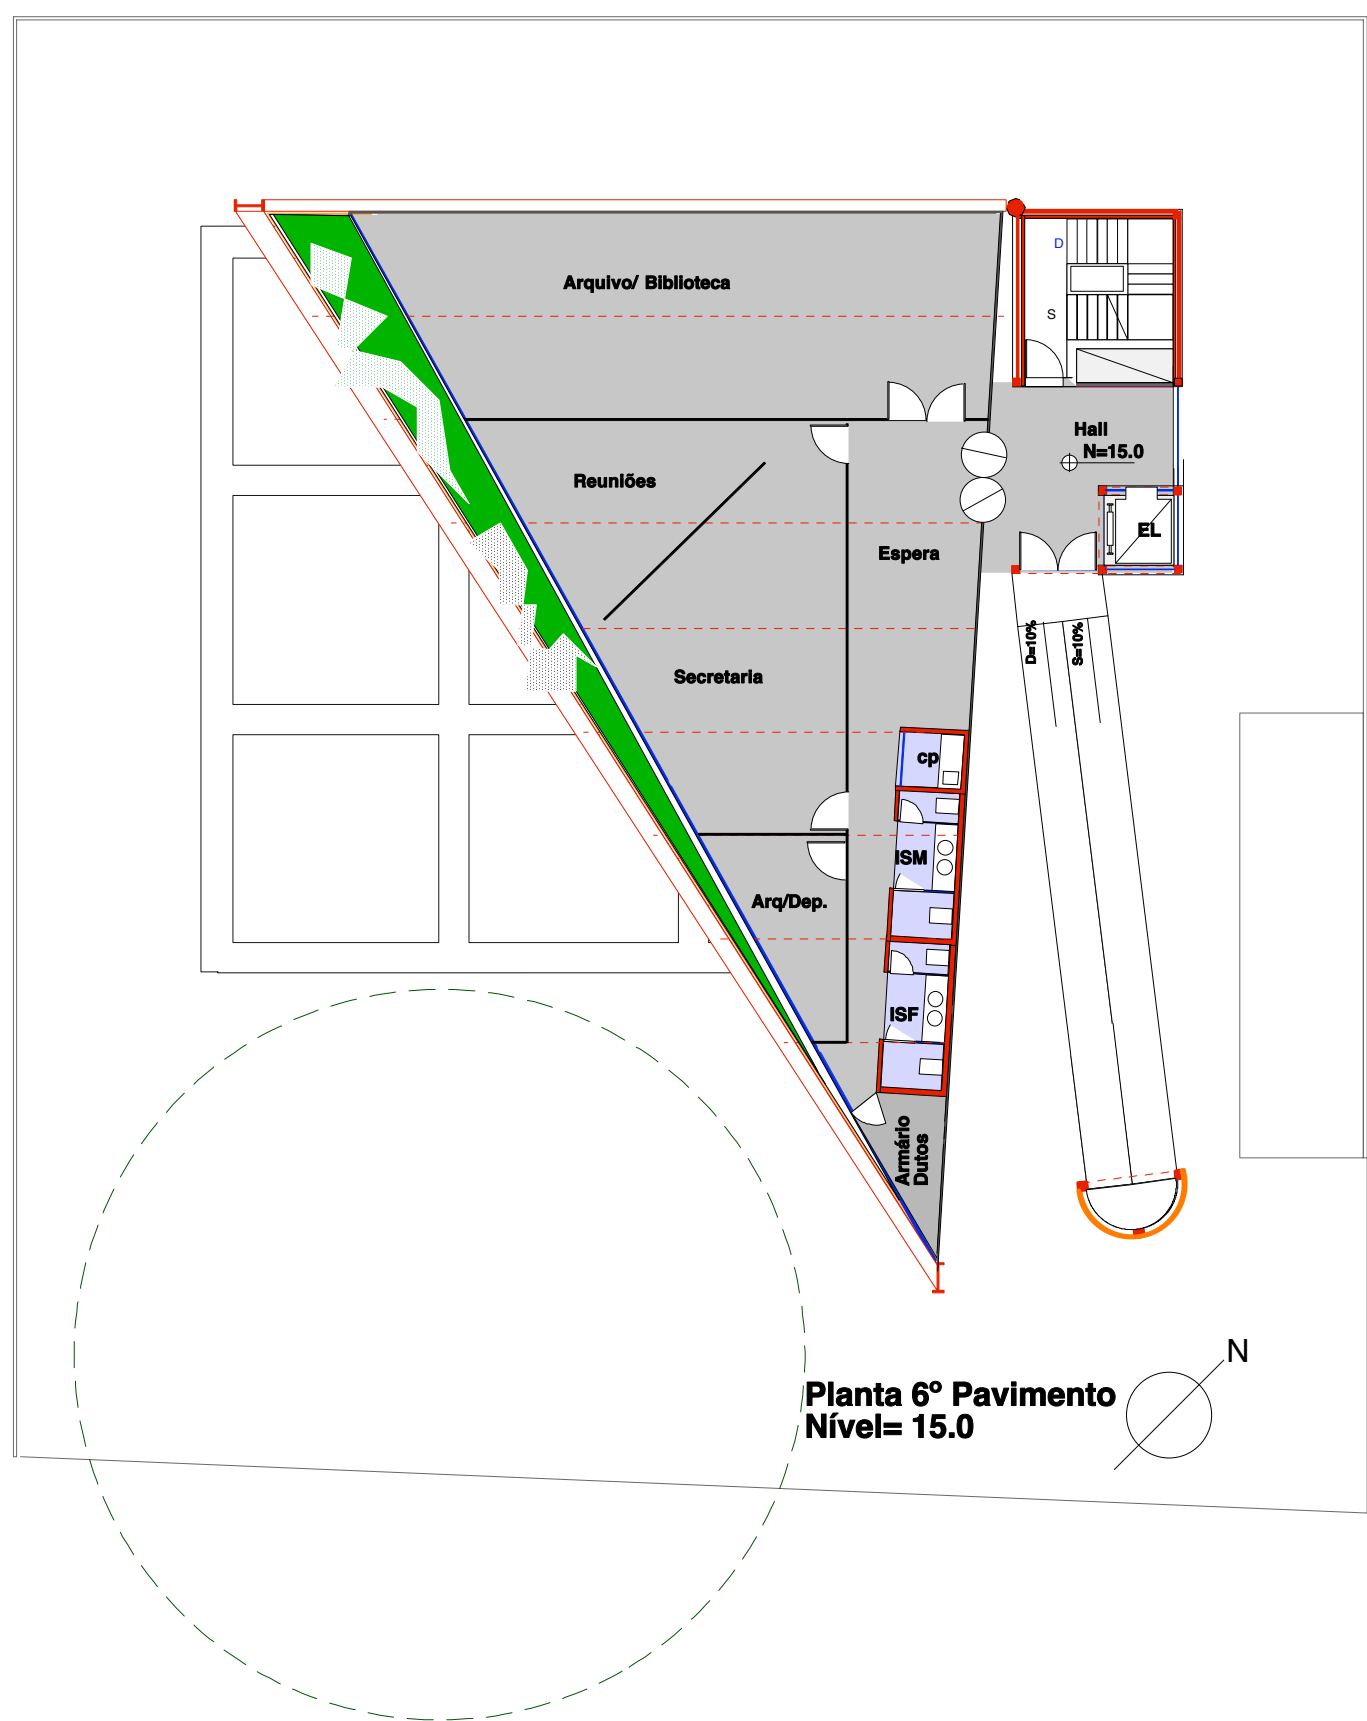 D
Arquivo/ Biblioteca
S
Hall
N=15.0
Reuniões
EL
Espera
D=10%
S=10%
Secretaria
cp
ISM
Arq/Dep.
ISF
Armário
Dutos
N
Planta 6º Pavimento
Nível= 15.0